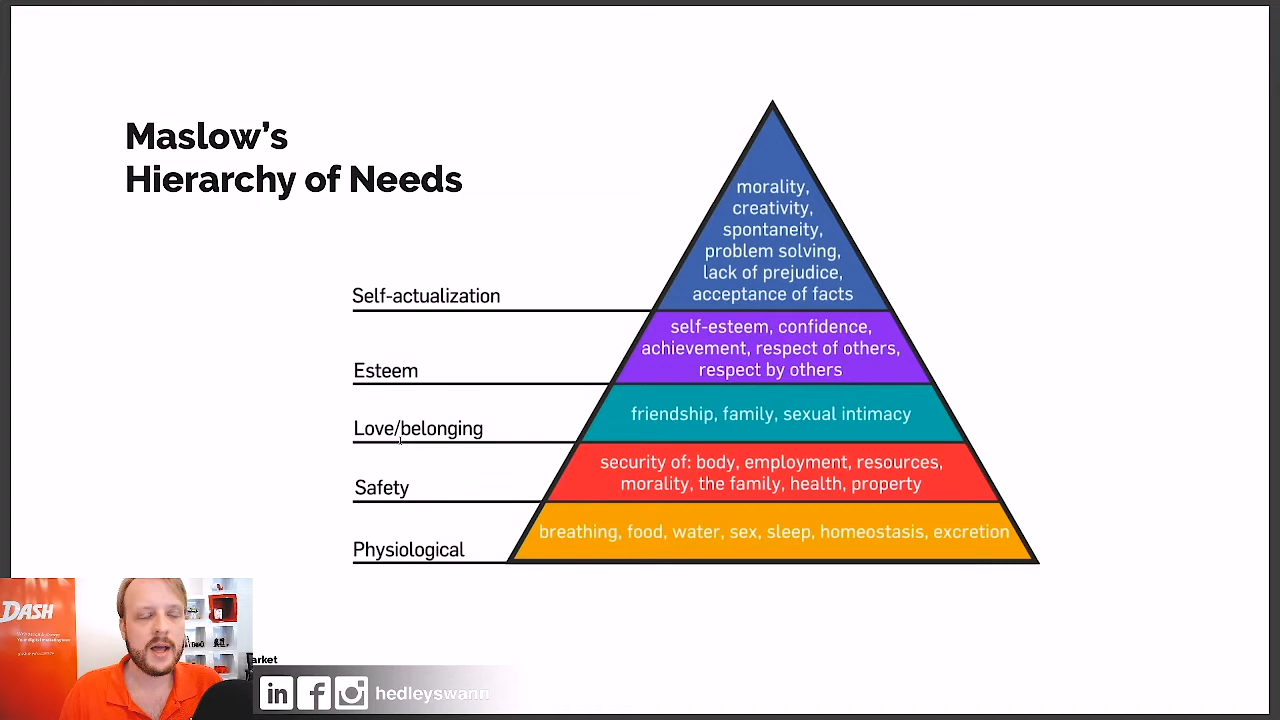 Maslow's
Hierarchy of Needs
morality,
creativity,
spontaneity,
problem solving,
lack of prejudice,
acceptance of facts
Self-actualization
self-esteem, confidence,
achievement, respect of others,
respect by others
Esteem
friendship, family, sexual intimacy
Love/belonging
security of: body, employment, resources,
morality, the family, health, property
Safety
breathing, food, water, sex, sleep, homeostasis, excretion
Physiological
DASH
arket
in
hedleyswann